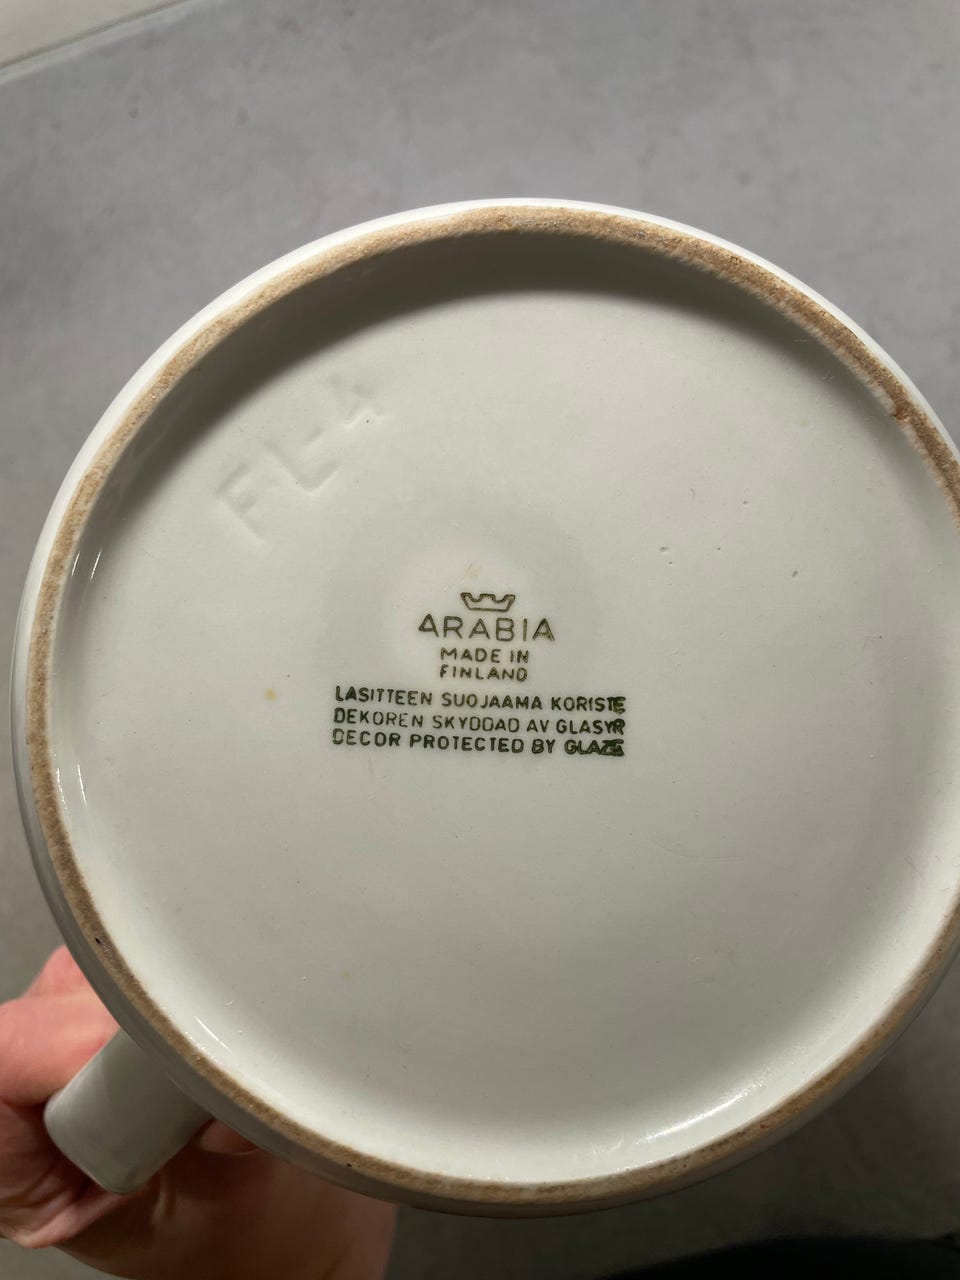 FL-4
ARABIA
MADE IN
FINLAND
LASITTEEN SUOJAAMA KORISTE
DEKOREN SKYDDAD AV GLASYR
DECOR PROTECTED BY GLAZE